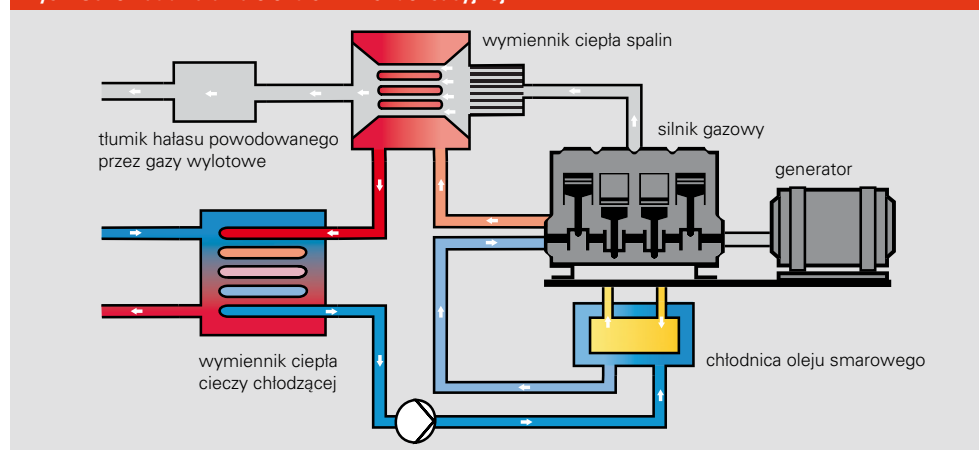 wymiennik ciepła spalin
tłumik hałasu powodowanego
przez gazy wylotowe
silnik gazowy
generator
wymiennik ciepła
cieczy chłodzącej
chłodnica oleju smarowego